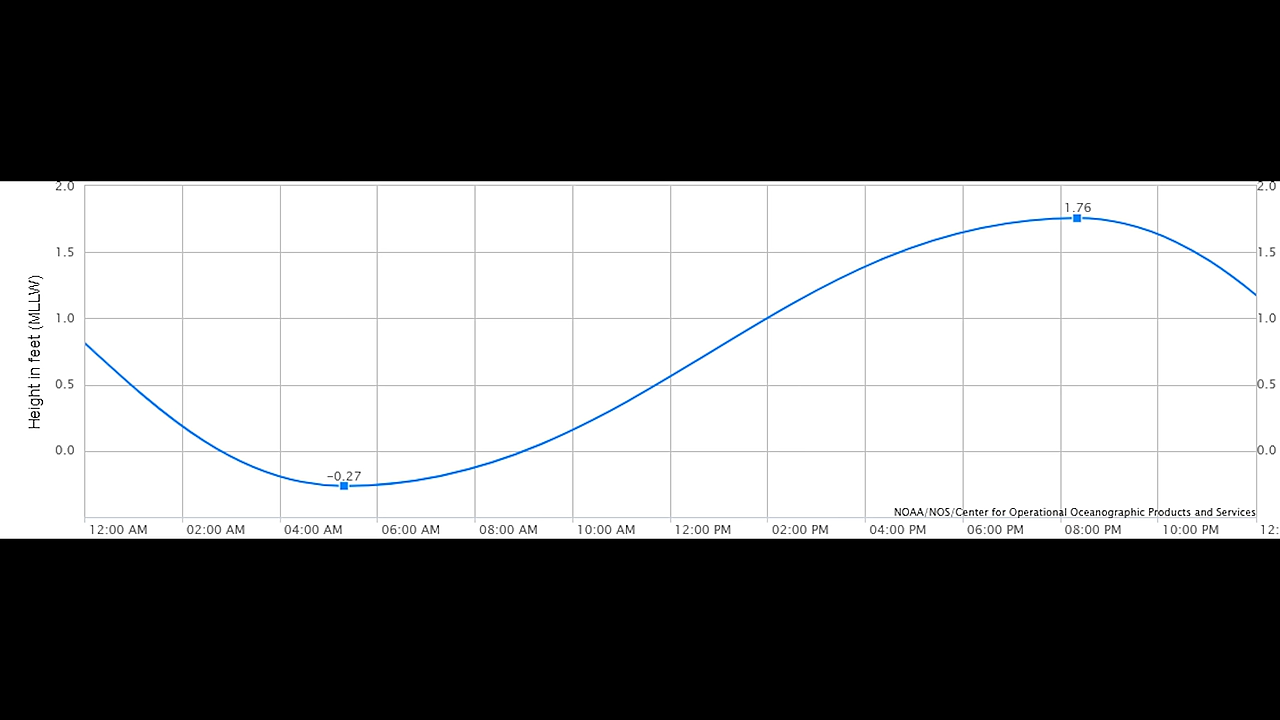 2.0 2.0
1.76
1.5 1.5
Height in feet (MLLW)
1.0 1.0
0.5 0.5
0.0 0.0
−0.27
NOAA/NOS/Center for Operational Oceanographic Products and Services
12:00 AM 02:00 AM 04:00 AM 06:00 AM 08:00 AM 10:00 AM 12:00 PM 02:00 PM 04:00 PM 06:00 PM 08:00 PM 10:00 PM 12: